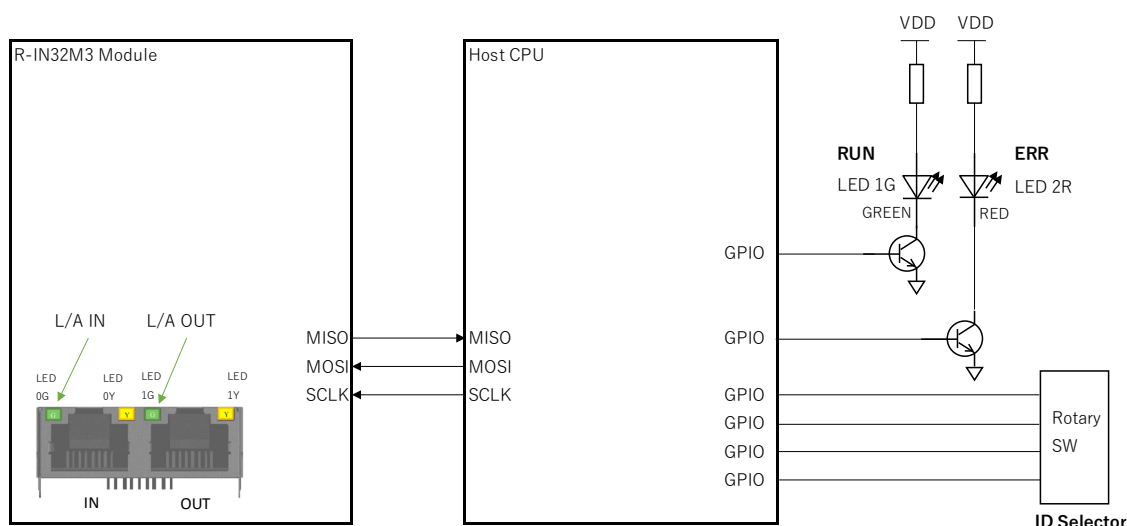 VDD VDD
R-IN32M3 Module
Host CPU
RUN
ERR
LED 1G
LED 2R
GREEN
RED
GPIO
L/A IN
L/A OUT
MISO
MISO
GPIO
MOSI
MOSI
LED
0G
LED
0Y
LED
1G
LED
1Y
SCLK
SCLK
GPIO
GPIO
GPIO
GPIO
Rotary
SW
G
Y
G
Y
IN
OUT
ID Selector